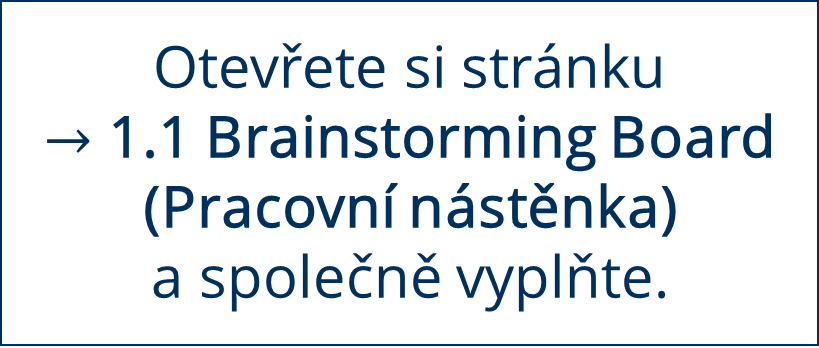 Otevřete si stránku
→ 1.1 Brainstorming Board
(Pracovní nástěnka)
a společně vyplňte.